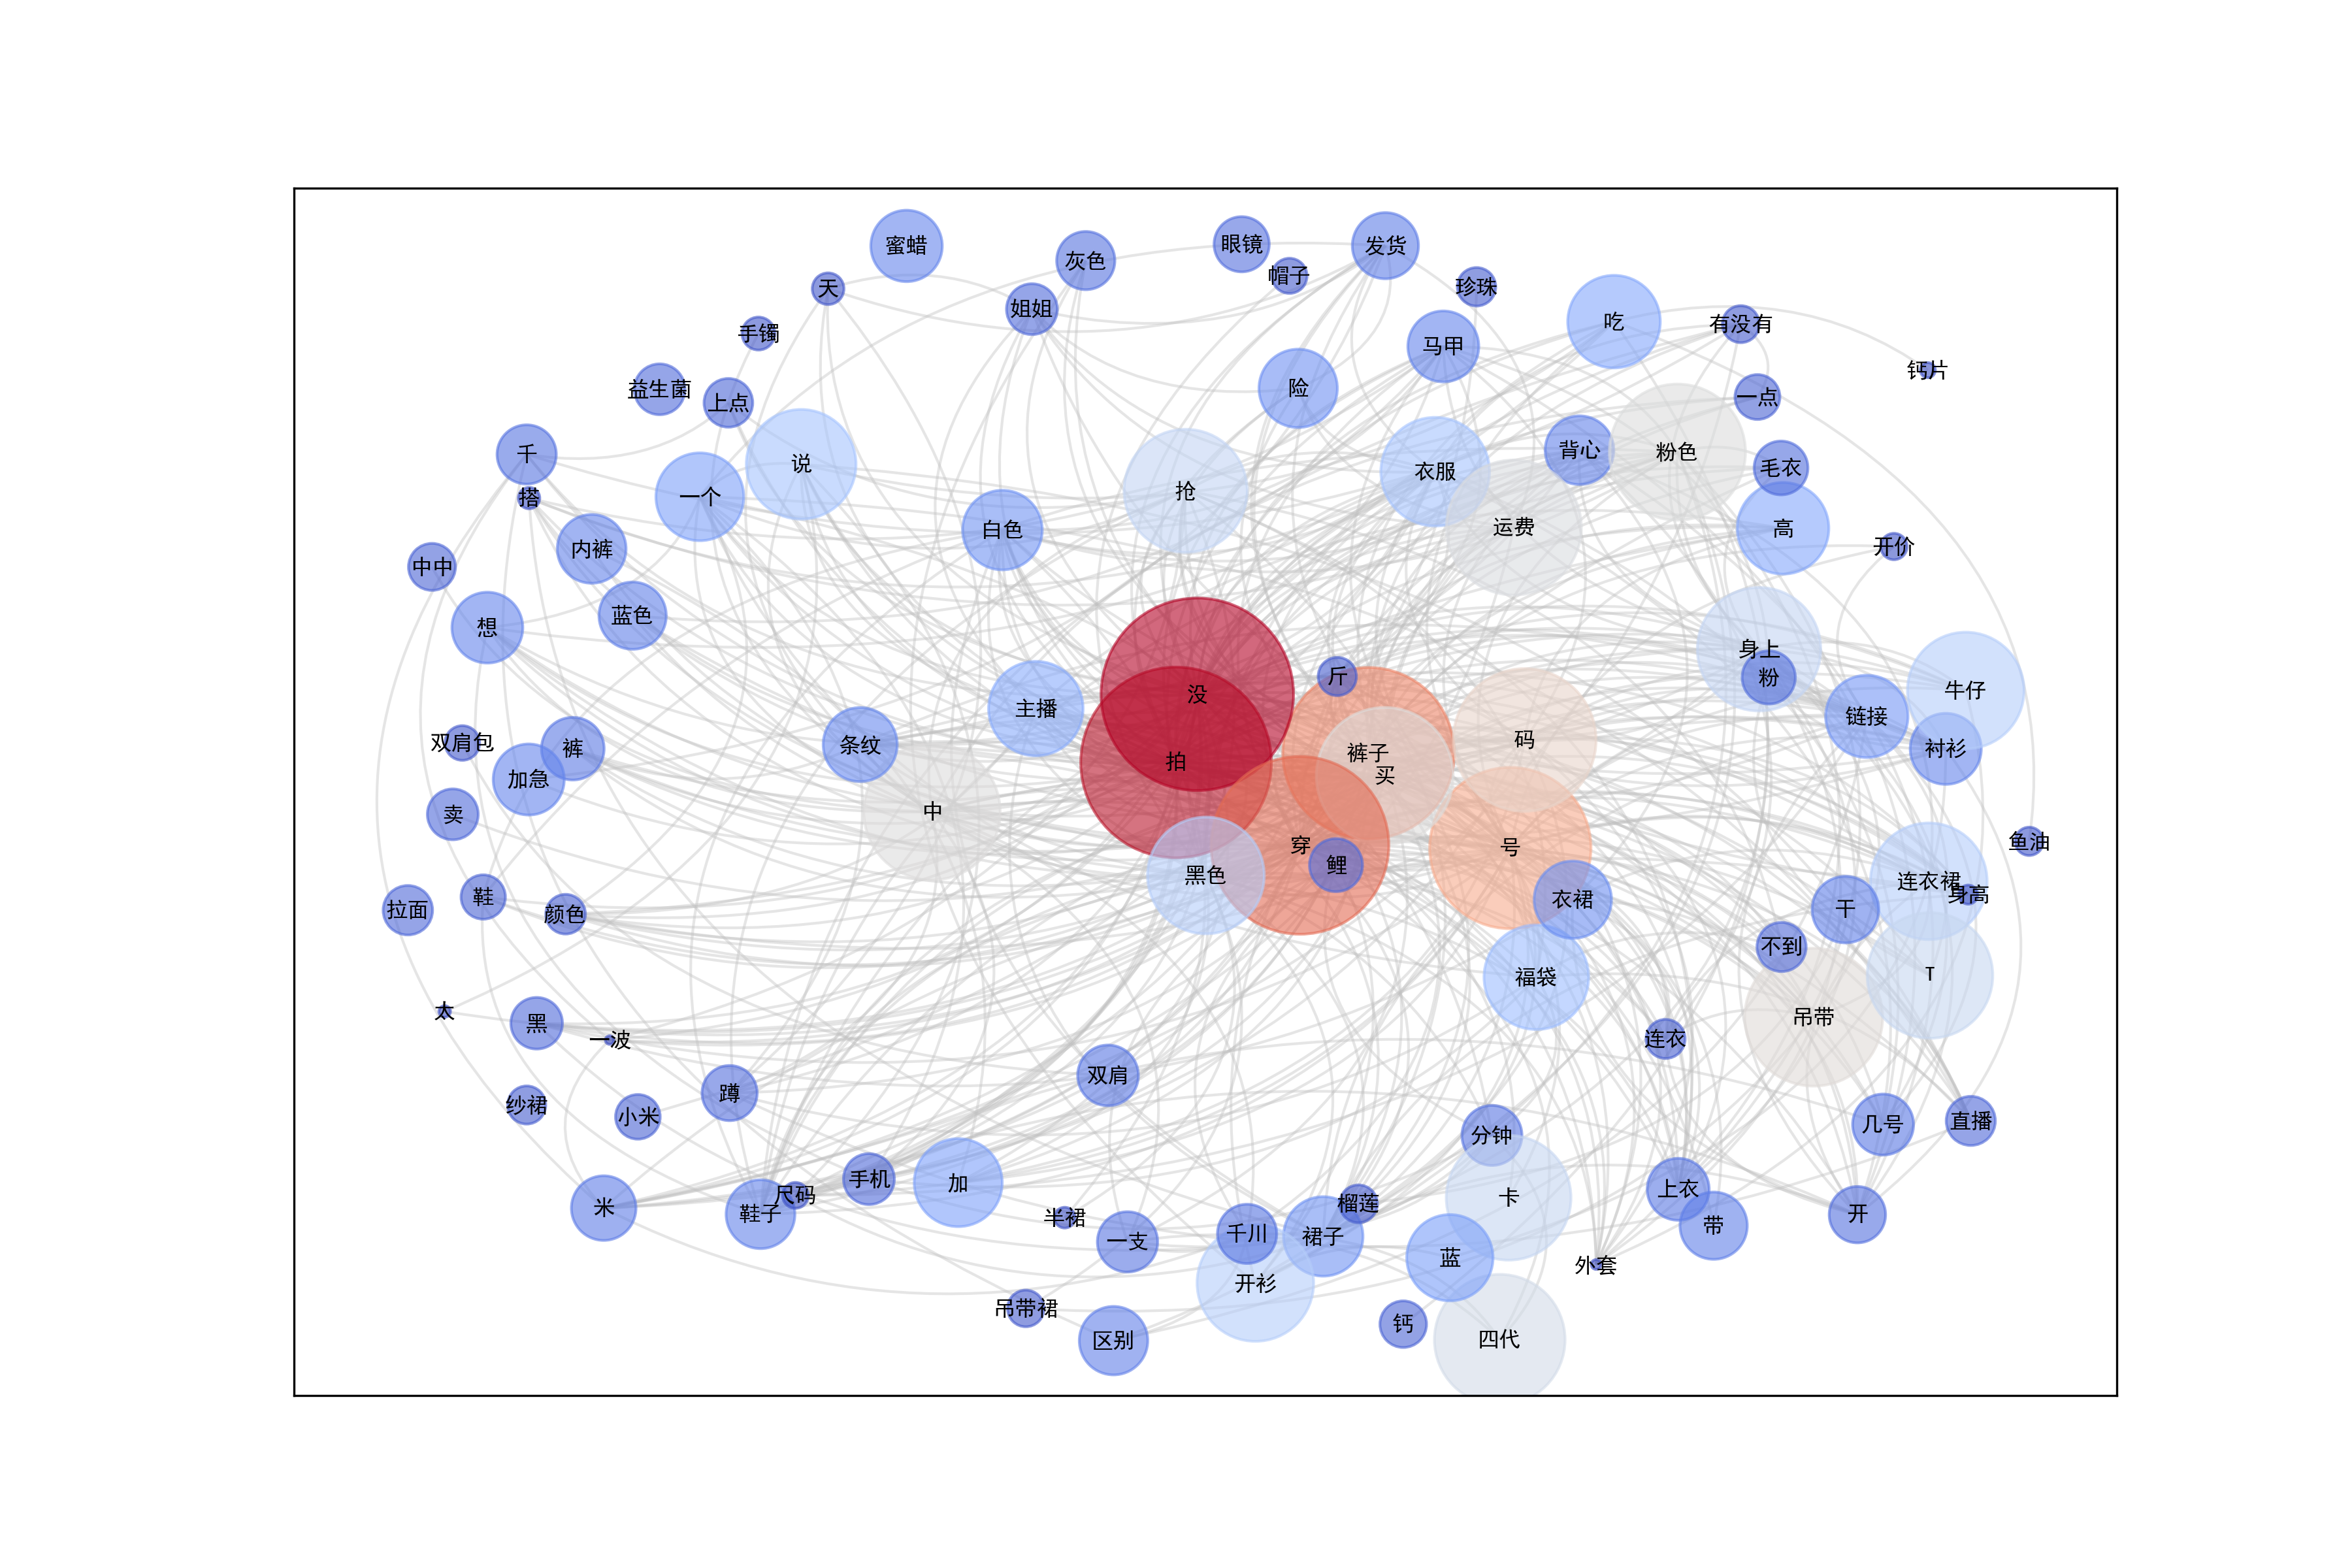 蜜蜡
灰色
眼镜
发货
帽子
天
珍珠
姐姐
手镯
吃
有没有
马甲
钙片
益生菌
险
上点
一点
千
说
背心
粉色
衣服
毛衣
一个
搭
抢
白色
运费
高
内裤
开价
中中
蓝色
想
身上
斤
粉
没
牛仔
主播
链接
双肩包
条纹
裤
码
衬衫
裤子
拍
买
加急
卖
中
穿
号
鱼油
鲤
黑色
连衣裙
身高
衣裙
拉面
鞋
干
颜色
不到
福袋
T
太
吊带
黑
一波
连衣
双肩
蹲
纱裙
小米
分钟
几号
直播
手机
加
上衣
尺码
卡
榴莲
米
鞋子
半裙
开
带
千川
裙子
一支
蓝
外套
开衫
吊带裙
钙
区别
四代